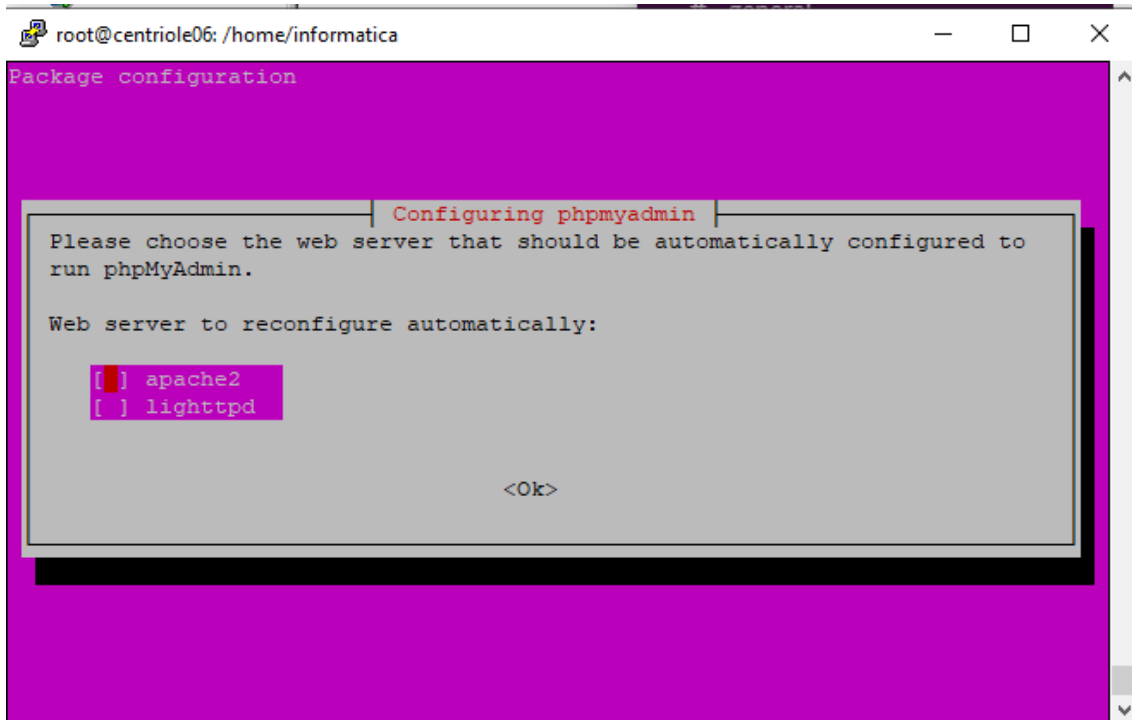 # general
root@centriole06: /home/informatica
Package configuration
Configuring phpmyadmin
Please choose the web server that should be automatically configured to
run phpMyAdmin.
Web server to reconfigure automatically:
[ ] apache2
[ ] lighttpd
<Ok>